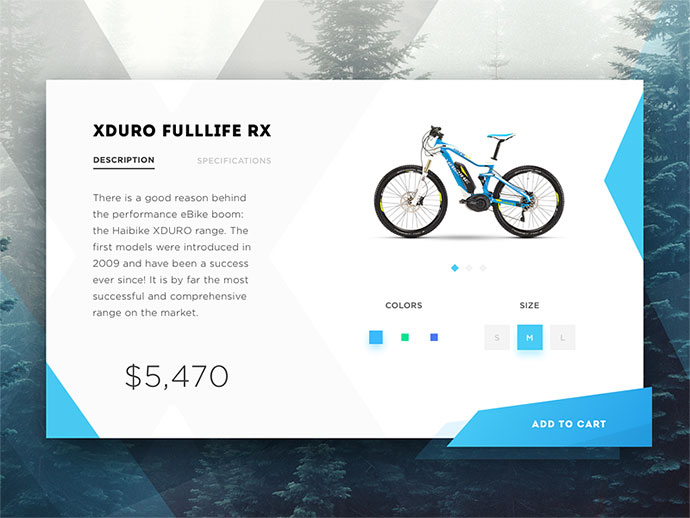 XDURO FULLLIFE RX
DESCRIPTION
SPECIFICATIONS
There is a good reason behind
the performance eBike boom:
the Haibike XDURO range. The
first models were introduced in
2009 and have been a success
ever since! It is by far the most
successful and comprehensive
range on the market.
$5,470
COLORS
SIZE
S
M
L
ADD TO CART